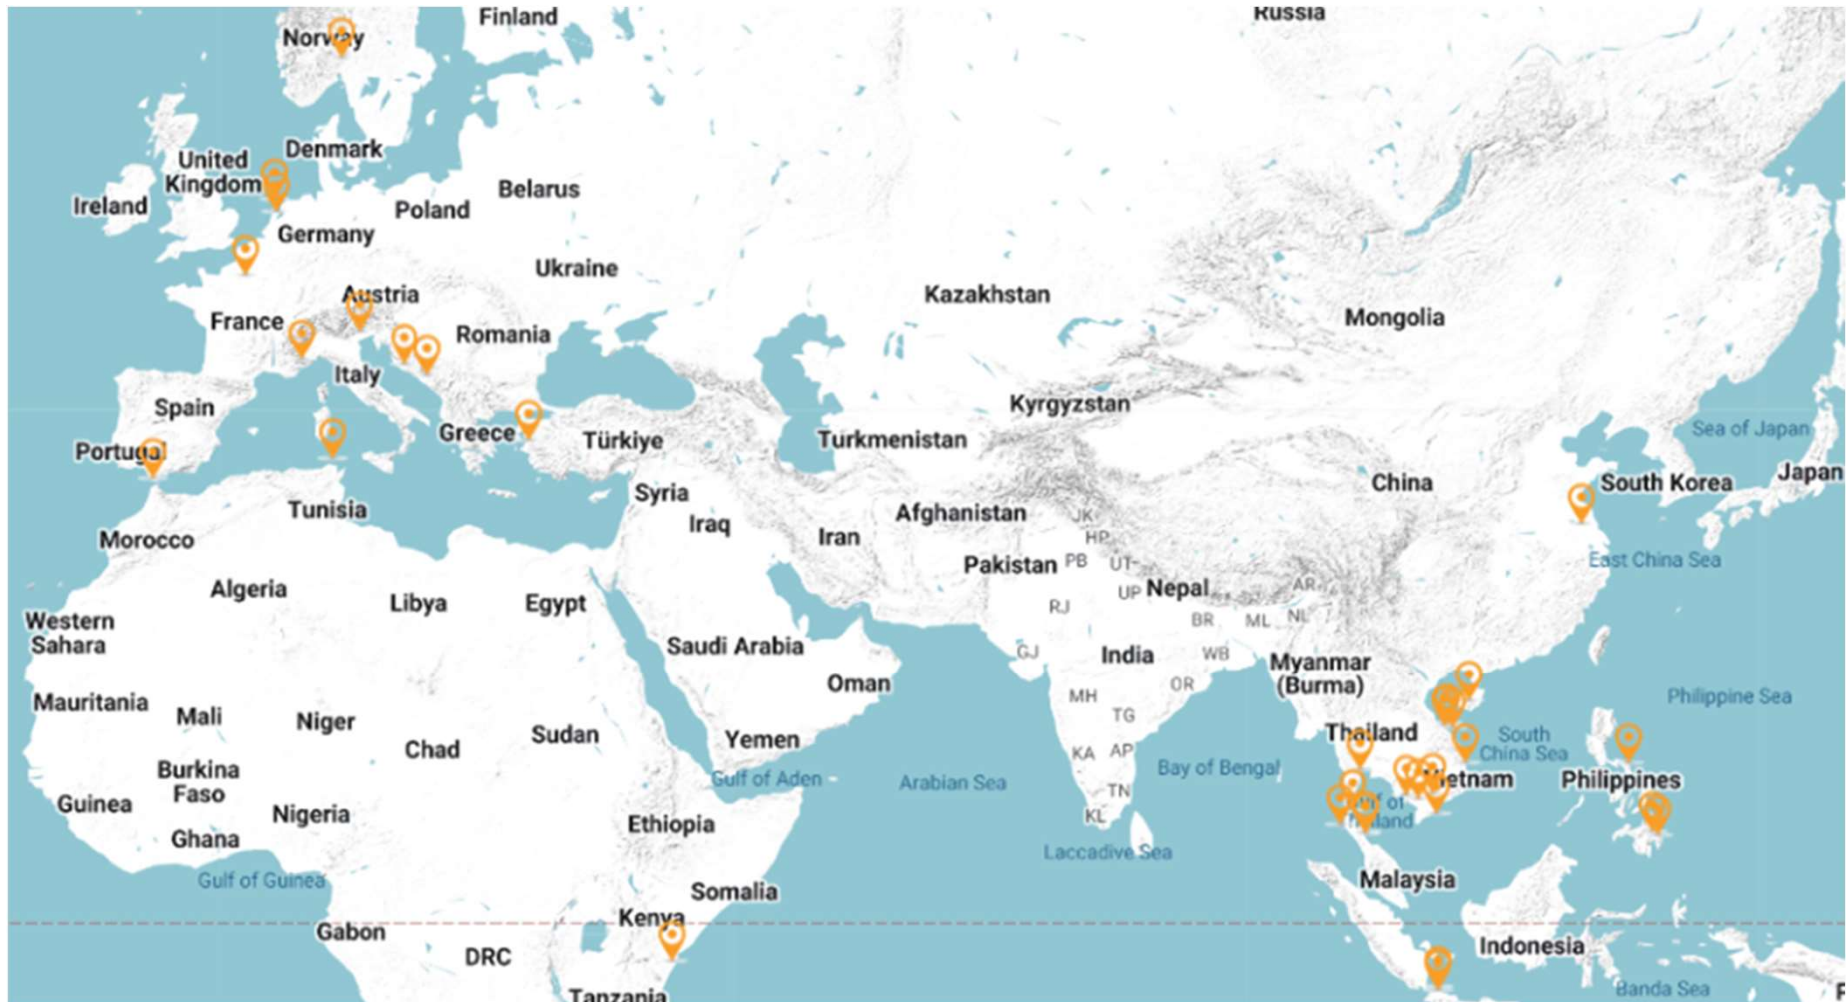 Finland
Russia
Norway
Denmark
United
Kingdom
Ireland
Belarus
Poland
Germany
Ukraine
Austria
Kazakhstan
France
Mongolia
Romania
Italy
Spain
Kyrgyzstan
Sea of Japan
Greece
Türkiye
Turkmenistan
Portugal
Japan
China
South Korea
Syria
Tunisia
Afghanistan
JK
Iraq
Iran
HP
Morocco
East China Sea
Pakistan
PB
UT
Nepal
AR
Algeria
UP
Libya
Egypt
RJ
BR
ML
NL
Western
Sahara
Saudi Arabia
GJ
India
WB
Myanmar
(Burma)
Oman
OR
MH
Philippine Sea
Mauritania
Mali
Niger
TG
Sudan
Thailand
South
China Sea
Yemen
Chad
KA
AP
Bay of Bengal
Burkina
Faso
Gulf of Aden
Arabian Sea
Vietnam
Philippines
TN
Guinea
Nigeria
KL
Gulf of
Thailand
Ethiopia
Ghana
Laccadive Sea
Gulf of Guinea
Malaysia
Somalia
Kenya
Gabon
Indonesia
DRC
Banda Sea
Tanzania